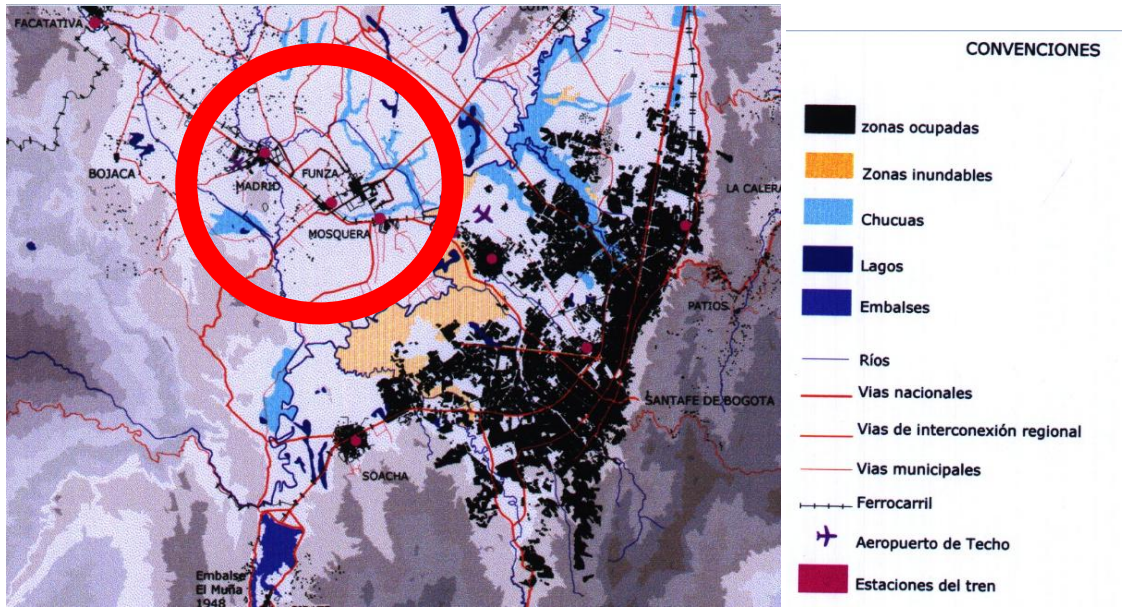 FACATATIVA
COTA
BOJACA
MADRID
FUNZA
MOSQUERA
LA CALERA
PATIOS
SANTAFE DE BOGOTA
SOACHA
Embalse
El Muña
1948
CONVENCIONES
zonas ocupadas
Zonas inundables
Chucuas
Lagos
Embalses
Ríos
Vias nacionales
Vias de interconexión regional
Vias municipales
Ferrocarril
Aeropuerto de Techo
Estaciones del tren